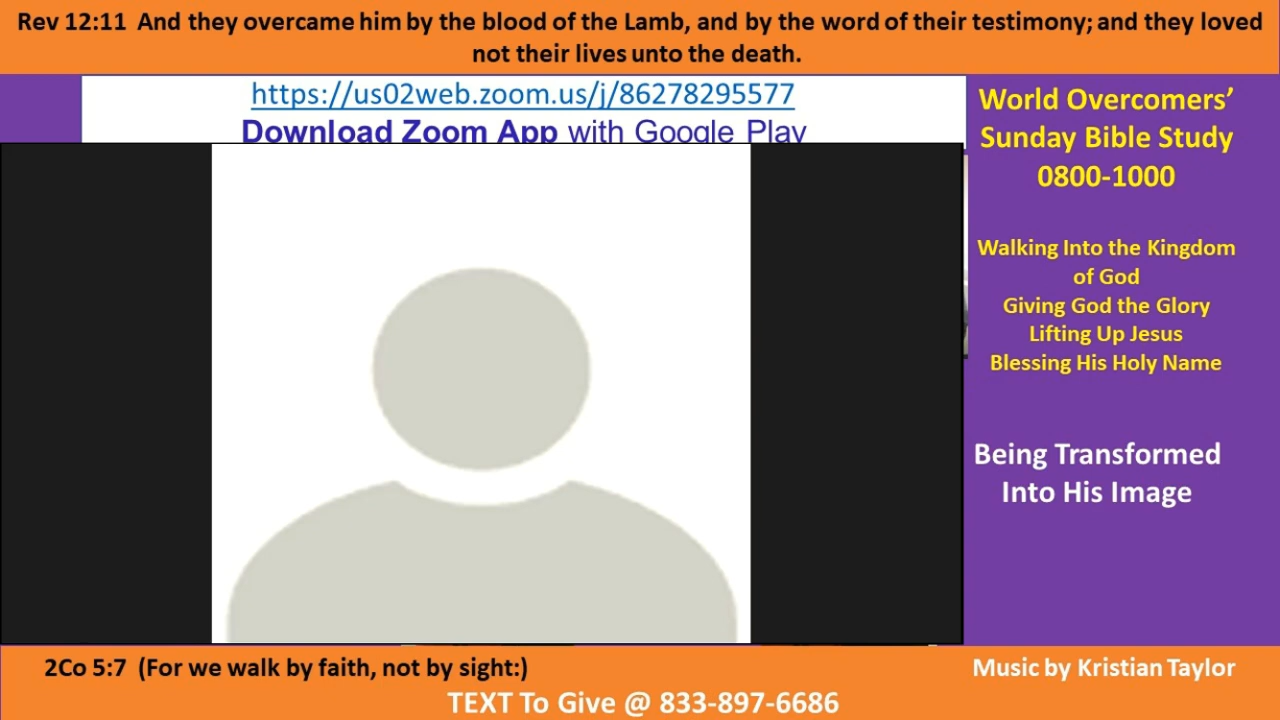 Rev 12:11  And they overcame him by the blood of the Lamb, and by the word of their testimony; and they loved
not their lives unto the death.
https://us02web.zoom.us/j/86278295577
Download Zoom App with Google Play
World Overcomers’
Sunday Bible Study
0800-1000
Walking Into the Kingdom
of God
Giving God the Glory
Lifting Up Jesus
Blessing His Holy Name
Being Transformed
Into His Image
2Co 5:7  (For we walk by faith, not by sight:)
Music by Kristian Taylor
TEXT To Give @ 833-897-6686